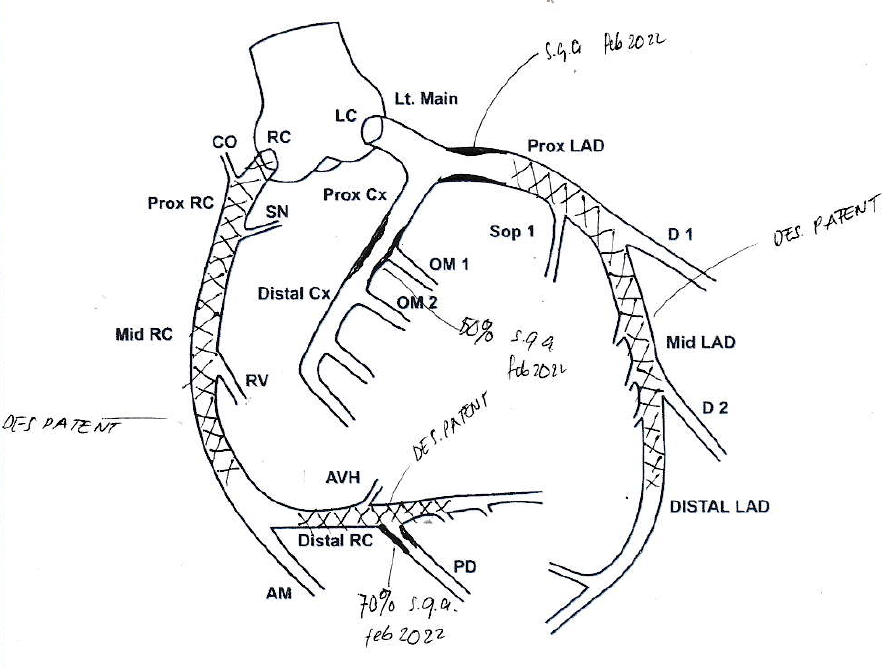 s.q.a feb 2022
Lt. Main
LC
RC
CO
Prox LAD
Prox RC
Prox Cx
SN
Sop 1
D 1
DES. PATENT
OM 1
Distal Cx
OM 2
50% s.q.a.
feb 2022
Mid RC
Mid LAD
RV
D 2
DES PATENT
DES. PATENT
AVH
DISTAL LAD
Distal RC
PD
AM
70% s.q.a.
feb 2022